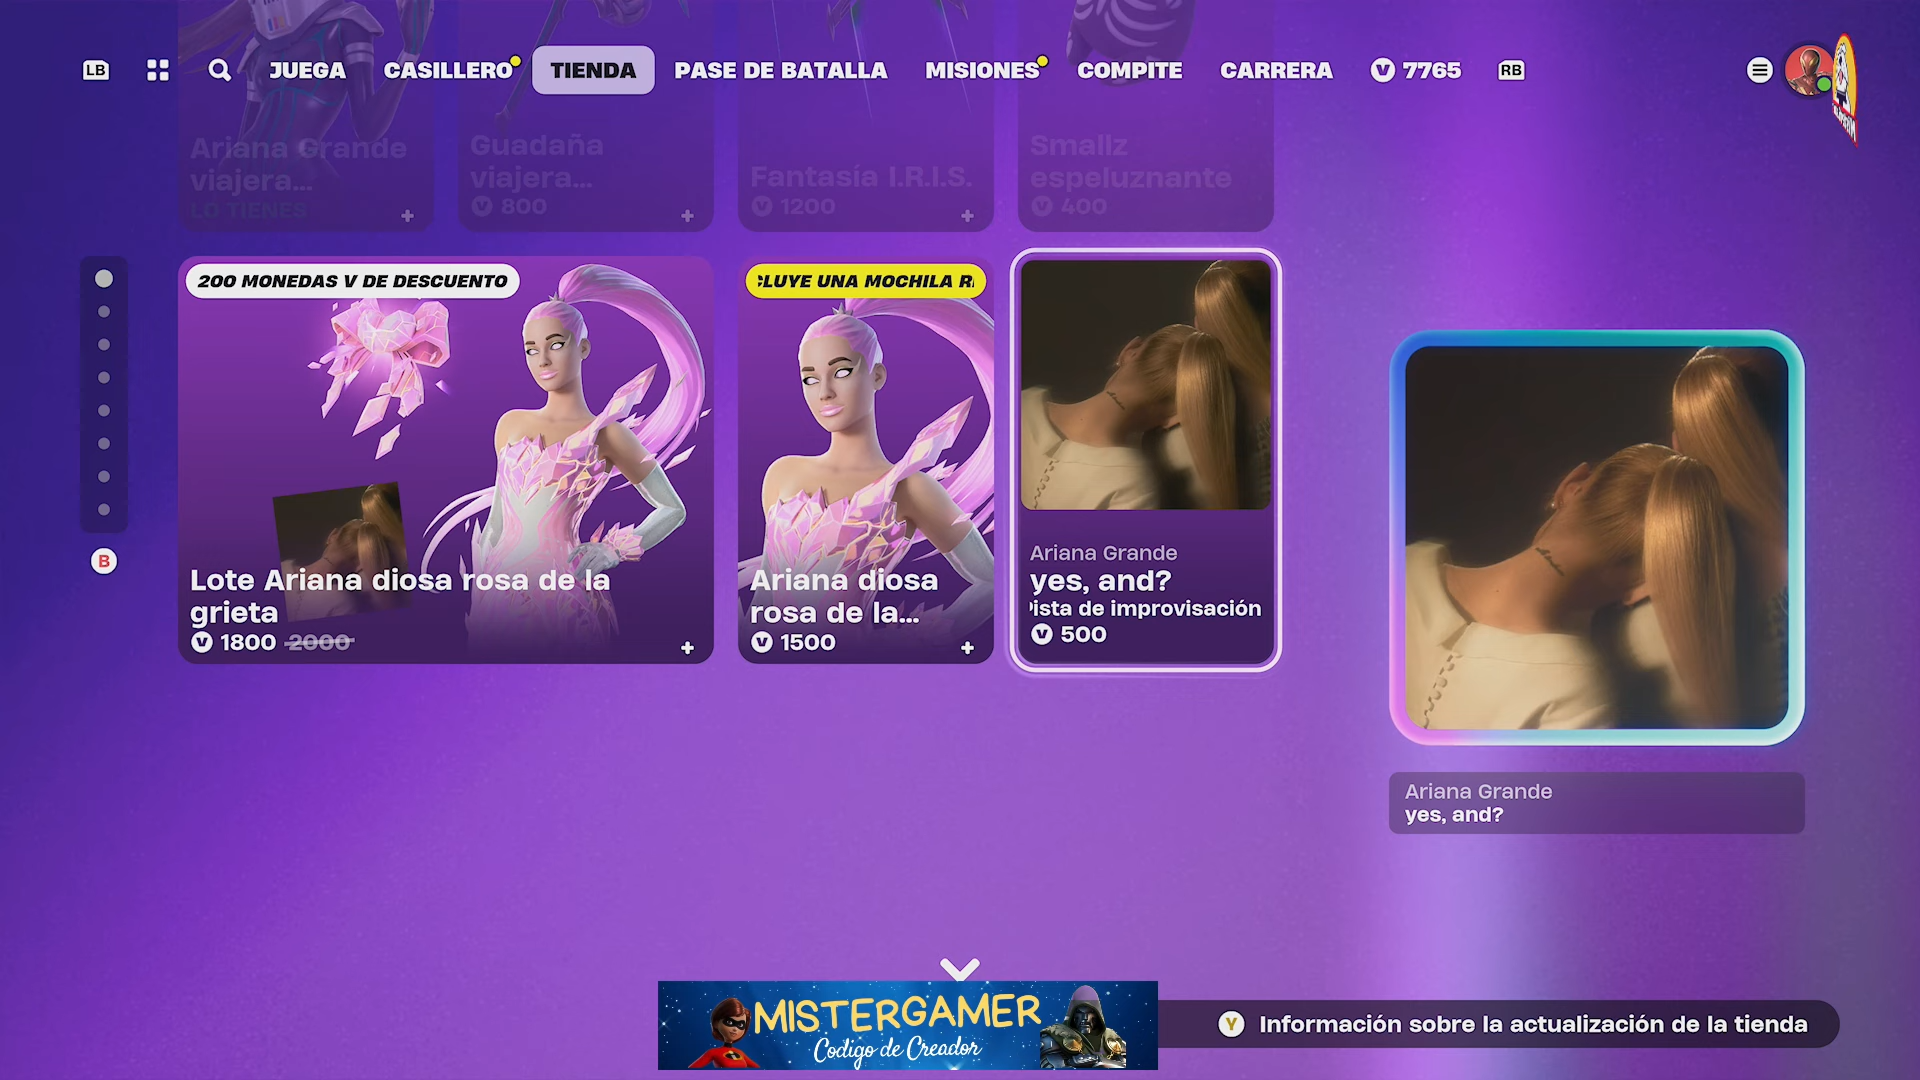 LB
JUEGA
CASILLERO
TIENDA
PASE DE BATALLA
MISIONES
COMPITE
CARRERA
V 7765
RB
Ariana Grande
viajera...
LO TIENES
Guadaña
viajera...
V 800
Fantasía I.R.I.S.
V 1200
Smallz
espeluznante
V 400
200 MONEDAS V DE DESCUENTO
Lote Ariana diosa rosa de la
grieta
V 1800 2000
CLUYE UNA MOCHILA R
Ariana diosa
rosa de la...
V 1500
Ariana Grande
yes, and?
Pista de improvisación
V 500
B
Ariana Grande
yes, and?
MISTERGAMER
Codigo de Creador
Y Información sobre la actualización de la tienda